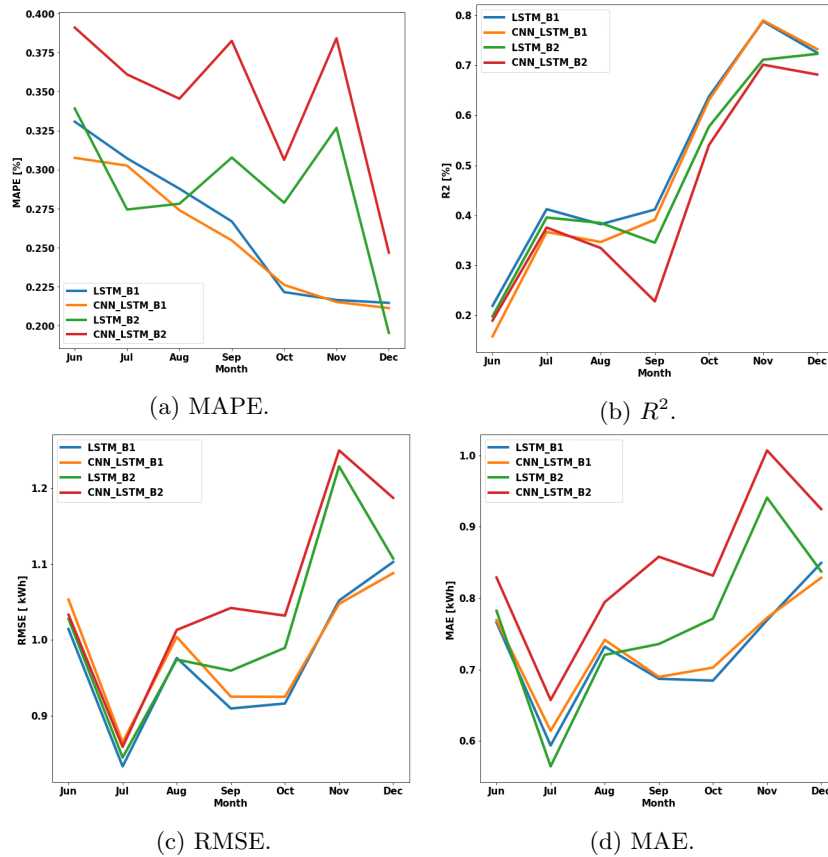 0.400
0.375
0.350
0.325
0.300
0.275
0.250
0.225
0.200
MAPE [%]
LSTM_B1
CNN_LSTM_B1
LSTM_B2
CNN_LSTM_B2
Jun Jul Aug Sep Oct Nov Dec
Month
(a) MAPE.
0.8
0.7
0.6
0.5
0.4
0.3
0.2
R2 [%]
LSTM_B1
CNN_LSTM_B1
LSTM_B2
CNN_LSTM_B2
Jun Jul Aug Sep Oct Nov Dec
Month
(b) R².
1.2
1.1
1.0
0.9
RMSE [ kWh]
LSTM_B1
CNN_LSTM_B1
LSTM_B2
CNN_LSTM_B2
Jun Jul Aug Sep Oct Nov Dec
Month
(c) RMSE.
1.0
0.9
0.8
0.7
0.6
MAE [kWh]
LSTM_B1
CNN_LSTM_B1
LSTM_B2
CNN_LSTM_B2
Jun Jul Aug Sep Oct Nov Dec
Month
(d) MAE.